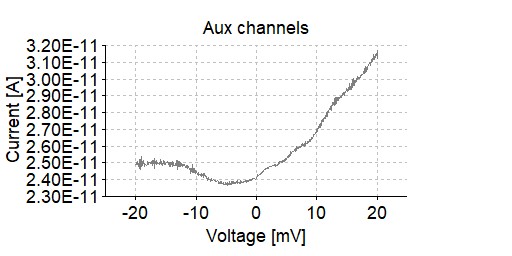 Aux channels
3.20E-11
3.10E-11
3.00E-11
2.90E-11
2.80E-11
2.70E-11
2.60E-11
2.50E-11
2.40E-11
2.30E-11
Current [A]
-20 -10 0 10 20
Voltage [mV]